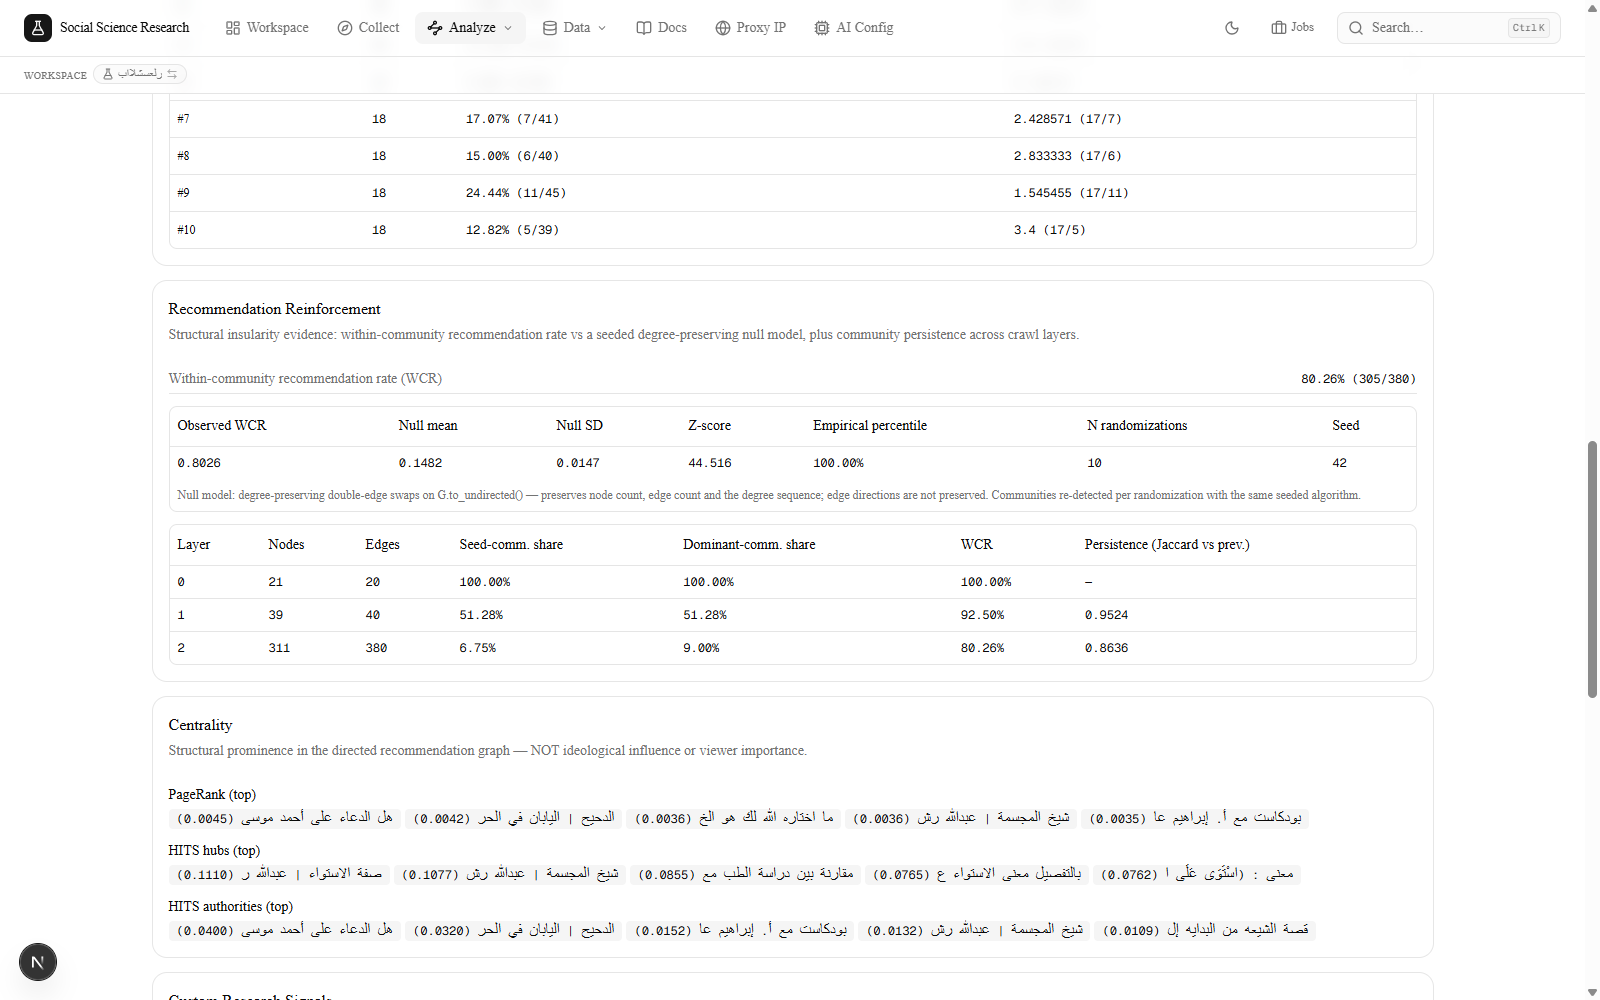 Social Science Research Workspace Collect Analyze Data Docs Proxy IP AI Config Jobs Search... Ctrl K
WORKSPACE
#7 18 17.07% (7/41) 2.428571 (17/7)
#8 18 15.00% (6/40) 2.833333 (17/6)
#9 18 24.44% (11/45) 1.545455 (17/11)
#10 18 12.82% (5/39) 3.4 (17/5)
Recommendation Reinforcement
Structural insularity evidence: within-community recommendation rate vs a seeded degree-preserving null model, plus community persistence across crawl layers.
Within-community recommendation rate (WCR) 80.26% (305/380)
Observed WCR Null mean Null SD Z-score Empirical percentile N randomizations Seed
0.8026 0.1482 0.0147 44.516 100.00% 10 42
Null model: degree-preserving double-edge swaps on G.to_undirected() — preserves node count, edge count and the degree sequence; edge directions are not preserved. Communities re-detected per randomization with the same seeded algorithm.
Layer Nodes Edges Seed-comm. share Dominant-comm. share WCR Persistence (Jaccard vs prev.)
0 21 20 100.00% 100.00% 100.00% –
1 39 40 51.28% 51.28% 92.50% 0.9524
2 311 380 6.75% 9.00% 80.26% 0.8636
Centrality
Structural prominence in the directed recommendation graph — NOT ideological influence or viewer importance.
PageRank (top)
هل الدعاء على أحمد موسى (0.0045) الدحيح | اليابان في الحر (0.0042) ما اختاره الله لك هو الخ (0.0036) شيخ المجسمة | عبدالله رش (0.0036) بودكاست مع أ. إبراهيم عا (0.0035)
HITS hubs (top)
صفة الاستواء | عبدالله ر (0.1110) شيخ المجسمة | عبدالله رش (0.1077) مقارنة بين دراسة الطب مع (0.0855) بالتفصيل معنى الاستواء ع (0.0765) معنى : (اسْتَوَى عَلَى ا (0.0762)
HITS authorities (top)
هل الدعاء على أحمد موسى (0.0400) الدحيح | اليابان في الحر (0.0320) بودكاست مع أ. إبراهيم عا (0.0152) شيخ المجسمة | عبدالله رش (0.0132) قصة الشيعه من البدايه إل (0.0109)
N